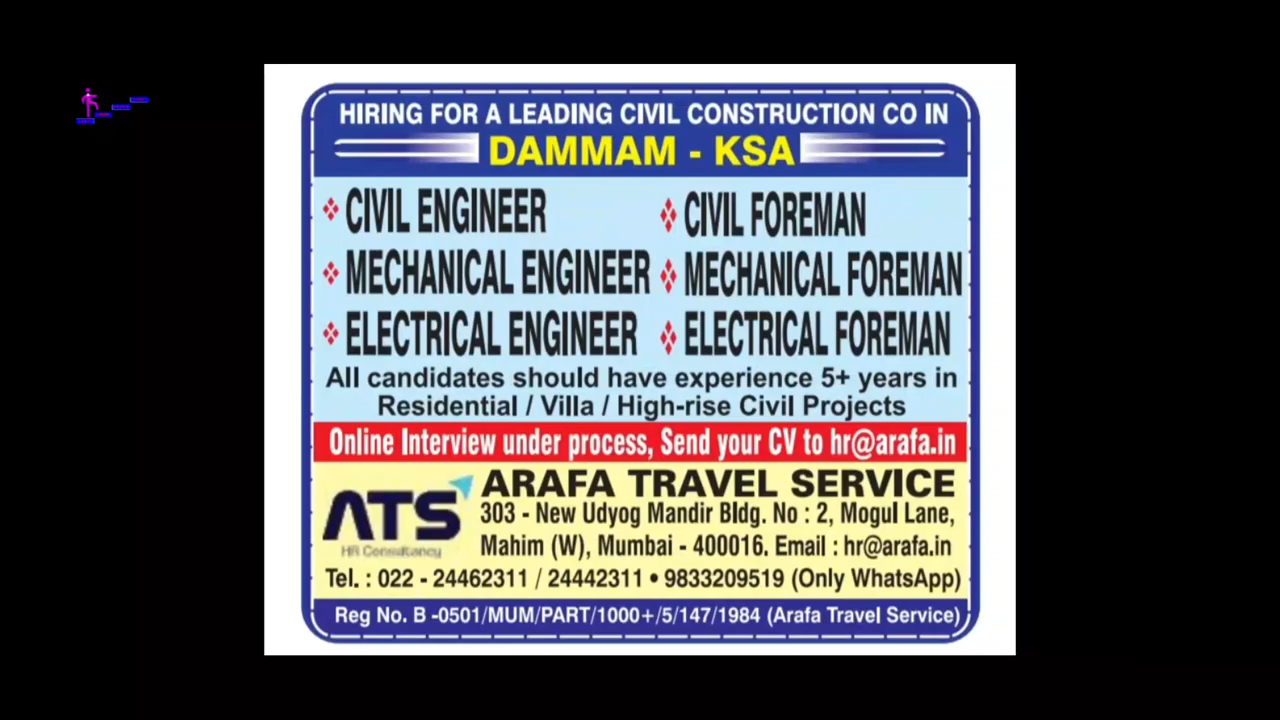 HIRING FOR A LEADING CIVIL CONSTRUCTION CO IN
DAMMAM - KSA
CIVIL ENGINEER
CIVIL FOREMAN
MECHANICAL ENGINEER
MECHANICAL FOREMAN
ELECTRICAL ENGINEER
ELECTRICAL FOREMAN
All candidates should have experience 5+ years in
Residential / Villa / High-rise Civil Projects
Online Interview under process, Send your CV to hr@arafa.in
ATS
HR Consultancy
ARAFA TRAVEL SERVICE
303 - New Udyog Mandir Bldg. No : 2, Mogul Lane,
Mahim (W), Mumbai - 400016. Email : hr@arafa.in
Tel. : 022 - 24462311 / 24442311 • 9833209519 (Only WhatsApp)
Reg No. B -0501/MUM/PART/1000+/5/147/1984 (Arafa Travel Service)